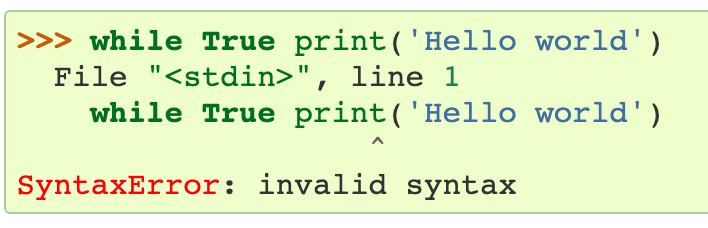 >>> while True print('Hello world')
  File "<stdin>", line 1
    while True print('Hello world')
                   ^
SyntaxError: invalid syntax